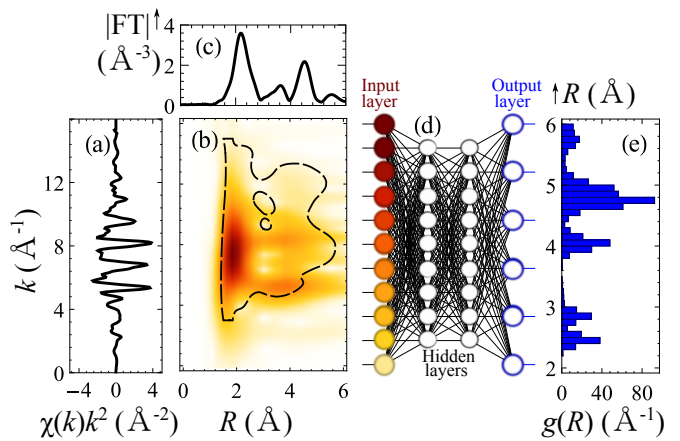 |FT|
(Å⁻³)
4
2
0
(c)
Input
layer
Output
layer
R (Å)
(a)
(b)
(d)
(e)
12
8
4
0
k (Å⁻¹)
6
5
4
3
2
Hidden
layers
−4
0
4
0
2
4
6
0
40
80
χ(k)k² (Å⁻²)
R (Å)
g(R) (Å⁻¹)